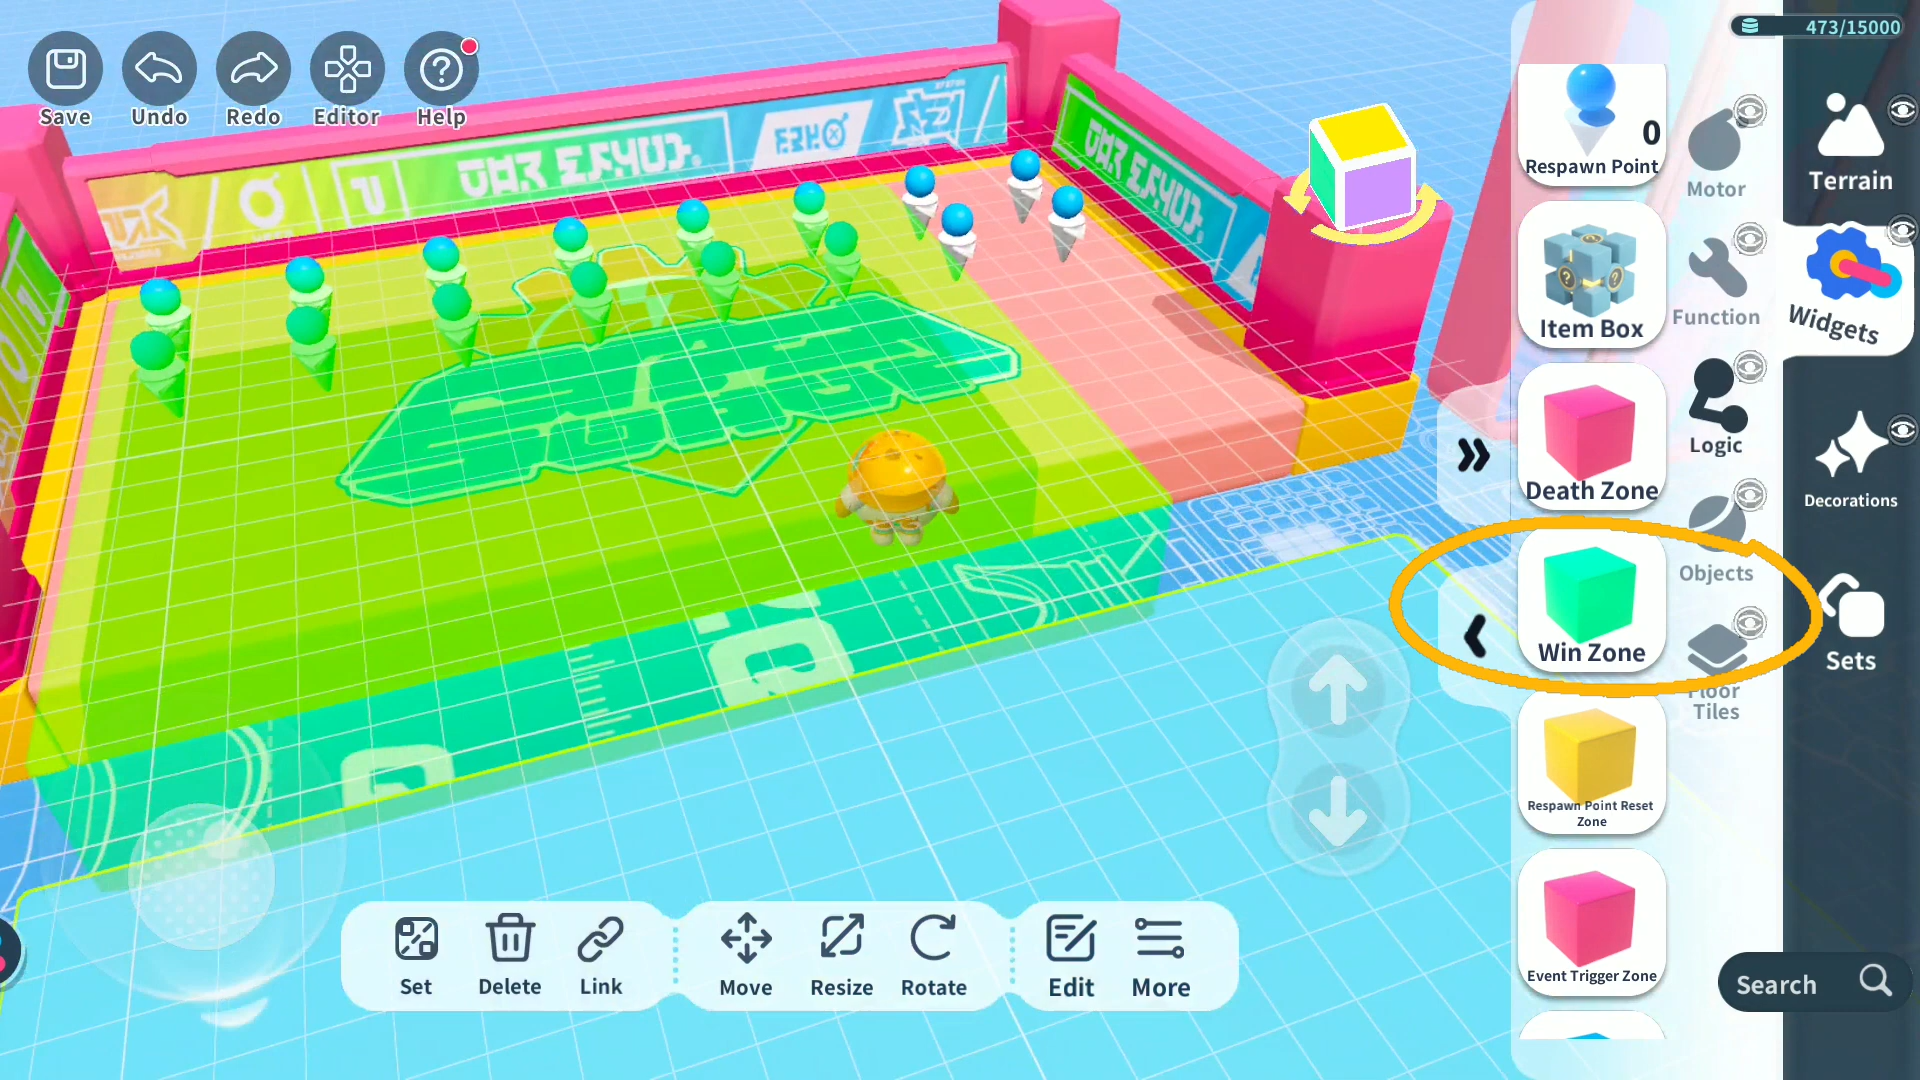 473/15000
Save
Undo
Redo
Editor
Help
0
Respawn Point
Motor
Terrain
Item Box
Function
Widgets
Death Zone
Logic
Decorations
Win Zone
Objects
Sets
Floor
Tiles
Respawn Point Reset
Zone
Event Trigger Zone
Search
Set
Delete
Link
Move
Resize
Rotate
Edit
More